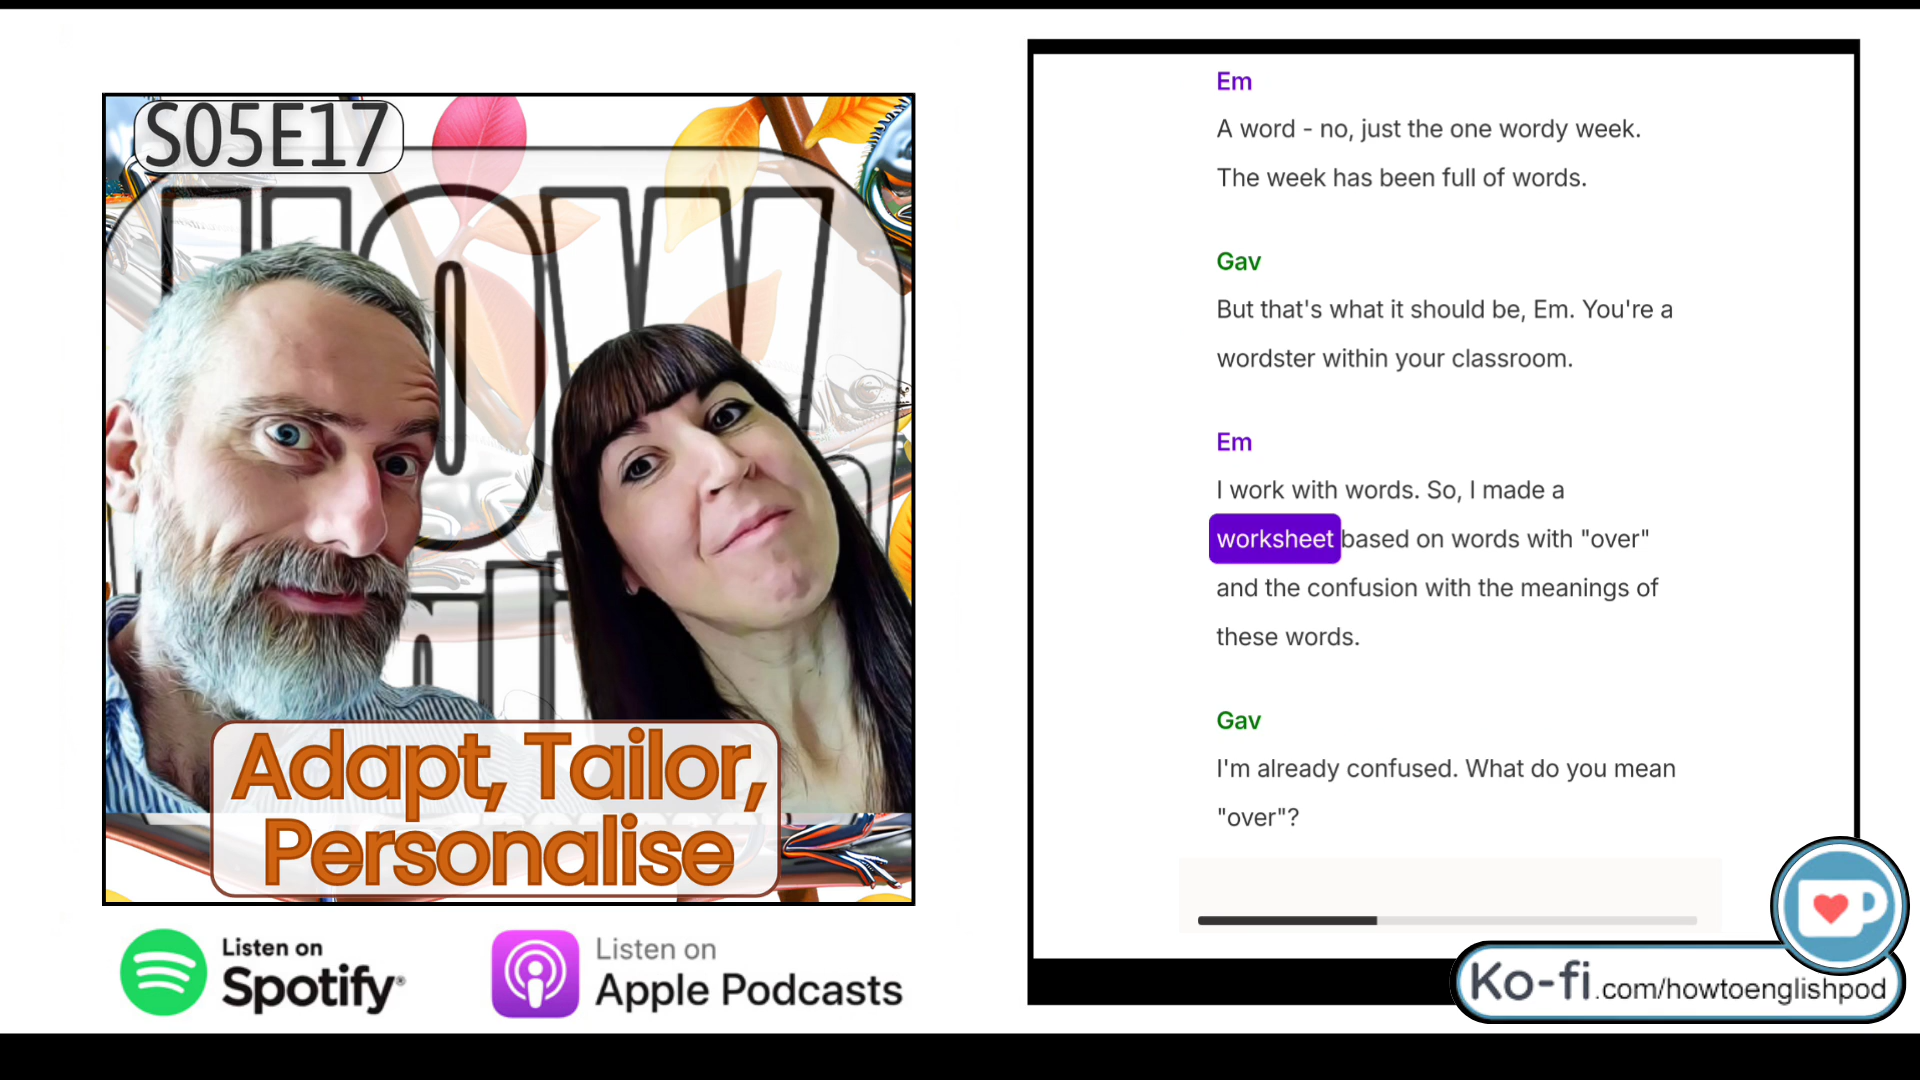 S05E17
HOW
Adapt, Tailor,
Personalise
Listen on
Spotify®
Listen on
Apple Podcasts
Em
A word - no, just the one wordy week.
The week has been full of words.
Gav
But that's what it should be, Em. You're a
wordster within your classroom.
Em
I work with words. So, I made a
worksheet based on words with "over"
and the confusion with the meanings of
these words.
Gav
I'm already confused. What do you mean
"over"?
Ko-fi.com/howtoenglishpod